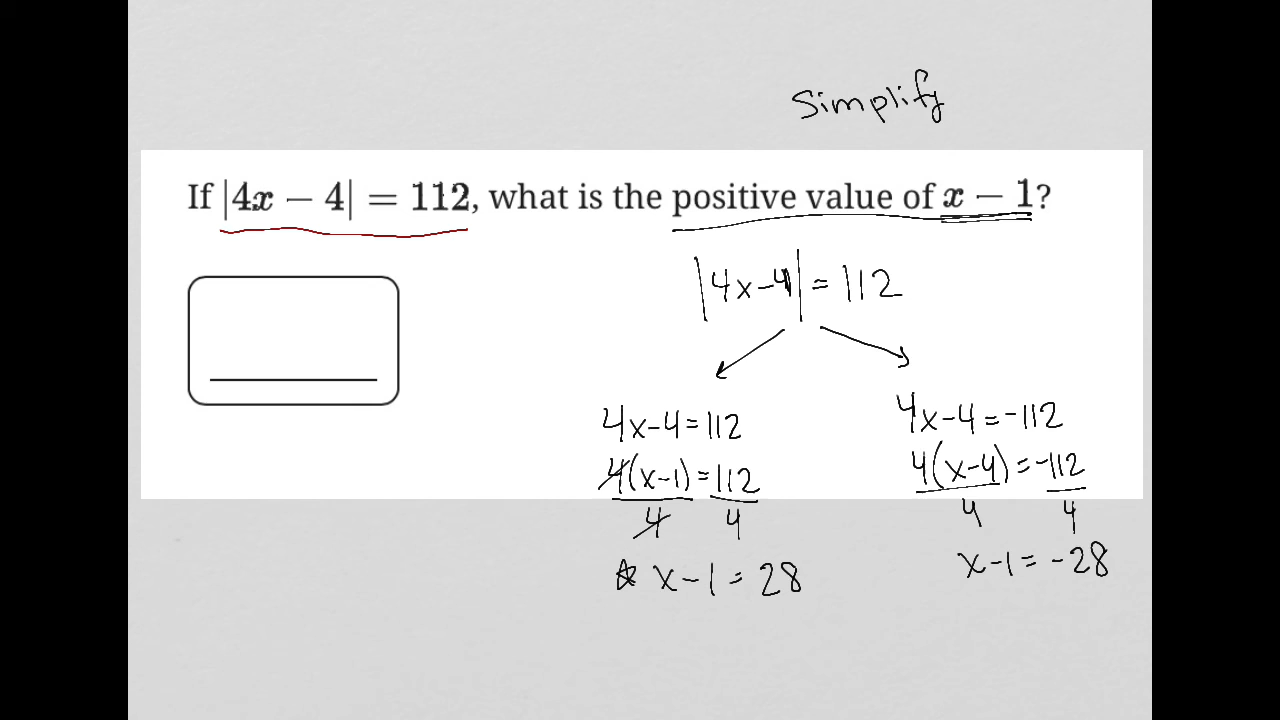 Simplify
If |4x − 4| = 112, what is the positive value of x − 1?
|4x-4| = 112
4x-4=112
4(x-1)=112
4 4
x-1=28
4x-4=-112
4(x-4)=-112
4 4
x-1=-28